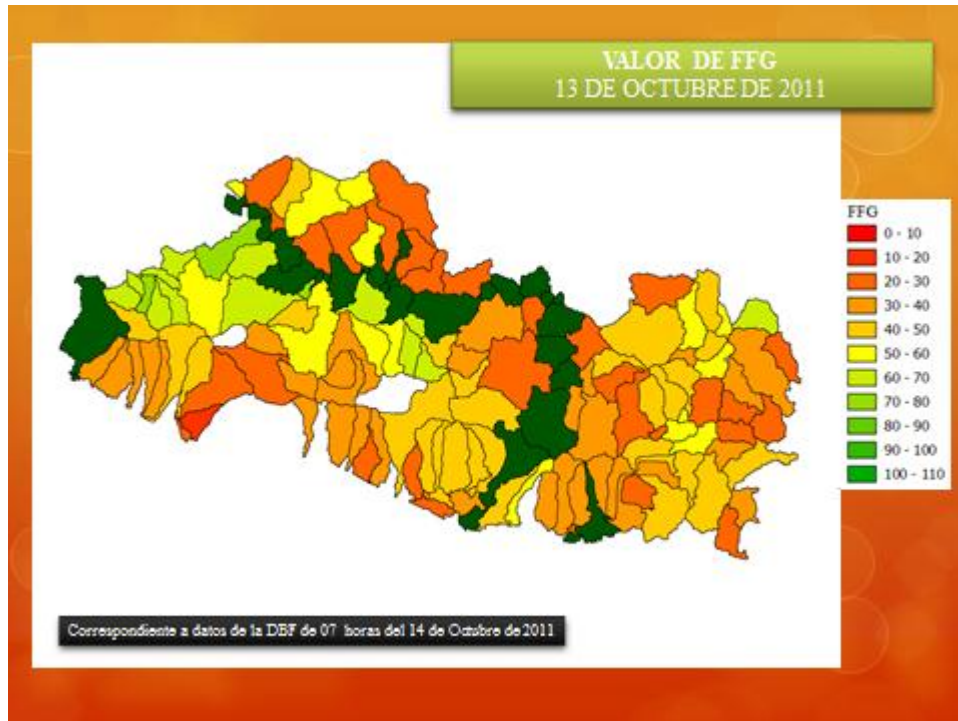 VALOR DE FFG
13 DE OCTUBRE DE 2011
FFG
0 - 10
10 - 20
20 - 30
30 - 40
40 - 50
50 - 60
60 - 70
70 - 80
80 - 90
90 - 100
100 - 110
Correspondiente a datos de la DBF de 07 horas del 14 de Octubre de 2011